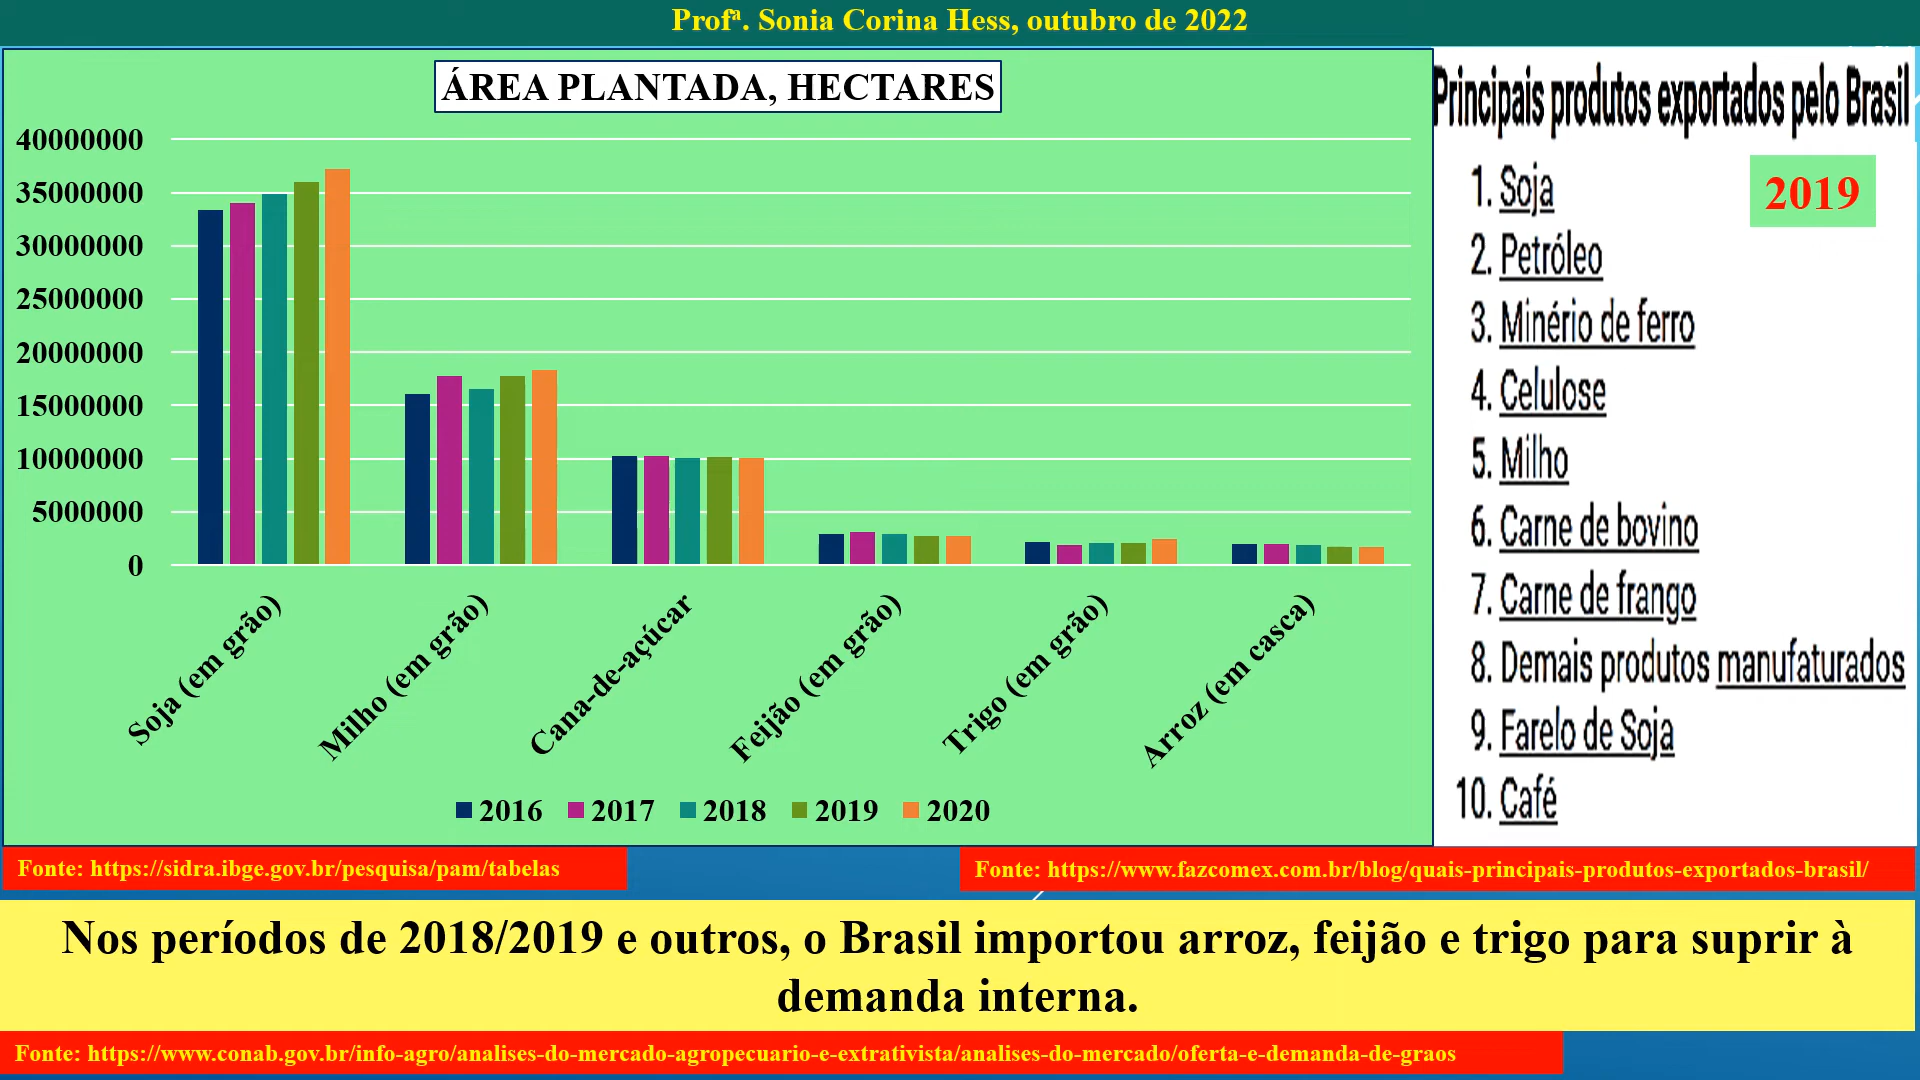 Profª. Sonia Corina Hess, outubro de 2022
ÁREA PLANTADA, HECTARES
40000000
35000000
30000000
25000000
20000000
15000000
10000000
5000000
0
Soja (em grão)
Milho (em grão)
Cana-de-açúcar
Feijão (em grão)
Trigo (em grão)
Arroz (em casca)
2016 2017 2018 2019 2020
Principais produtos exportados pelo Brasil
2019
1. Soja
2. Petróleo
3. Minério de ferro
4. Celulose
5. Milho
6. Carne de bovino
7. Carne de frango
8. Demais produtos manufaturados
9. Farelo de Soja
10. Café
Fonte: https://sidra.ibge.gov.br/pesquisa/pam/tabelas
Fonte: https://www.fazcomex.com.br/blog/quais-principais-produtos-exportados-brasil/
Nos períodos de 2018/2019 e outros, o Brasil importou arroz, feijão e trigo para suprir à
demanda interna.
Fonte: https://www.conab.gov.br/info-agro/analises-do-mercado-agropecuario-e-extrativista/analises-do-mercado/oferta-e-demanda-de-graos